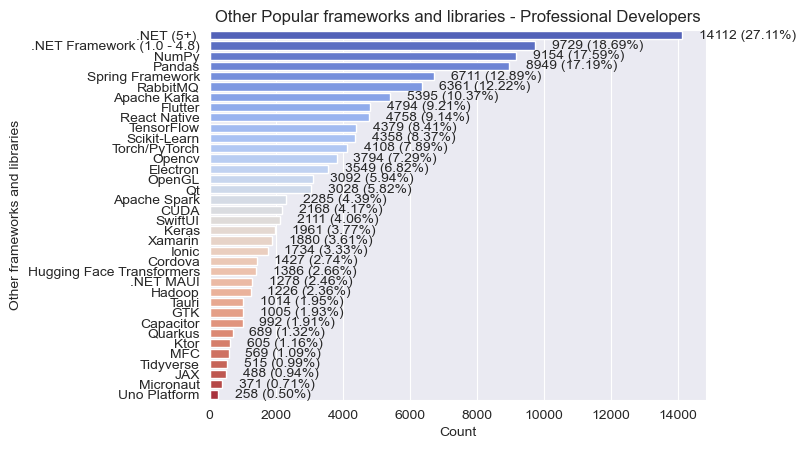 Other Popular frameworks and libraries - Professional Developers
Other frameworks and libraries
.NET (5+) 14112 (27.11%)
.NET Framework (1.0 - 4.8) 9729 (18.69%)
NumPy 9154 (17.59%)
Pandas 8949 (17.19%)
Spring Framework 6711 (12.89%)
RabbitMQ 6361 (12.22%)
Apache Kafka 5395 (10.37%)
Flutter 4794 (9.21%)
React Native 4758 (9.14%)
TensorFlow 4379 (8.41%)
Scikit-Learn 4358 (8.37%)
Torch/PyTorch 4108 (7.89%)
Opencv 3794 (7.29%)
Electron 3549 (6.82%)
OpenGL 3092 (5.94%)
Qt 3028 (5.82%)
Apache Spark 2285 (4.39%)
CUDA 2168 (4.17%)
SwiftUI 2111 (4.06%)
Keras 1961 (3.77%)
Xamarin 1880 (3.61%)
Ionic 1734 (3.33%)
Cordova 1427 (2.74%)
Hugging Face Transformers 1386 (2.66%)
.NET MAUI 1278 (2.46%)
Hadoop 1226 (2.36%)
Tauri 1014 (1.95%)
GTK 1005 (1.93%)
Capacitor 992 (1.91%)
Quarkus 689 (1.32%)
Ktor 605 (1.16%)
MFC 569 (1.09%)
Tidyverse 515 (0.99%)
JAX 488 (0.94%)
Micronaut 371 (0.71%)
Uno Platform 258 (0.50%)
0 2000 4000 6000 8000 10000 12000 14000
Count